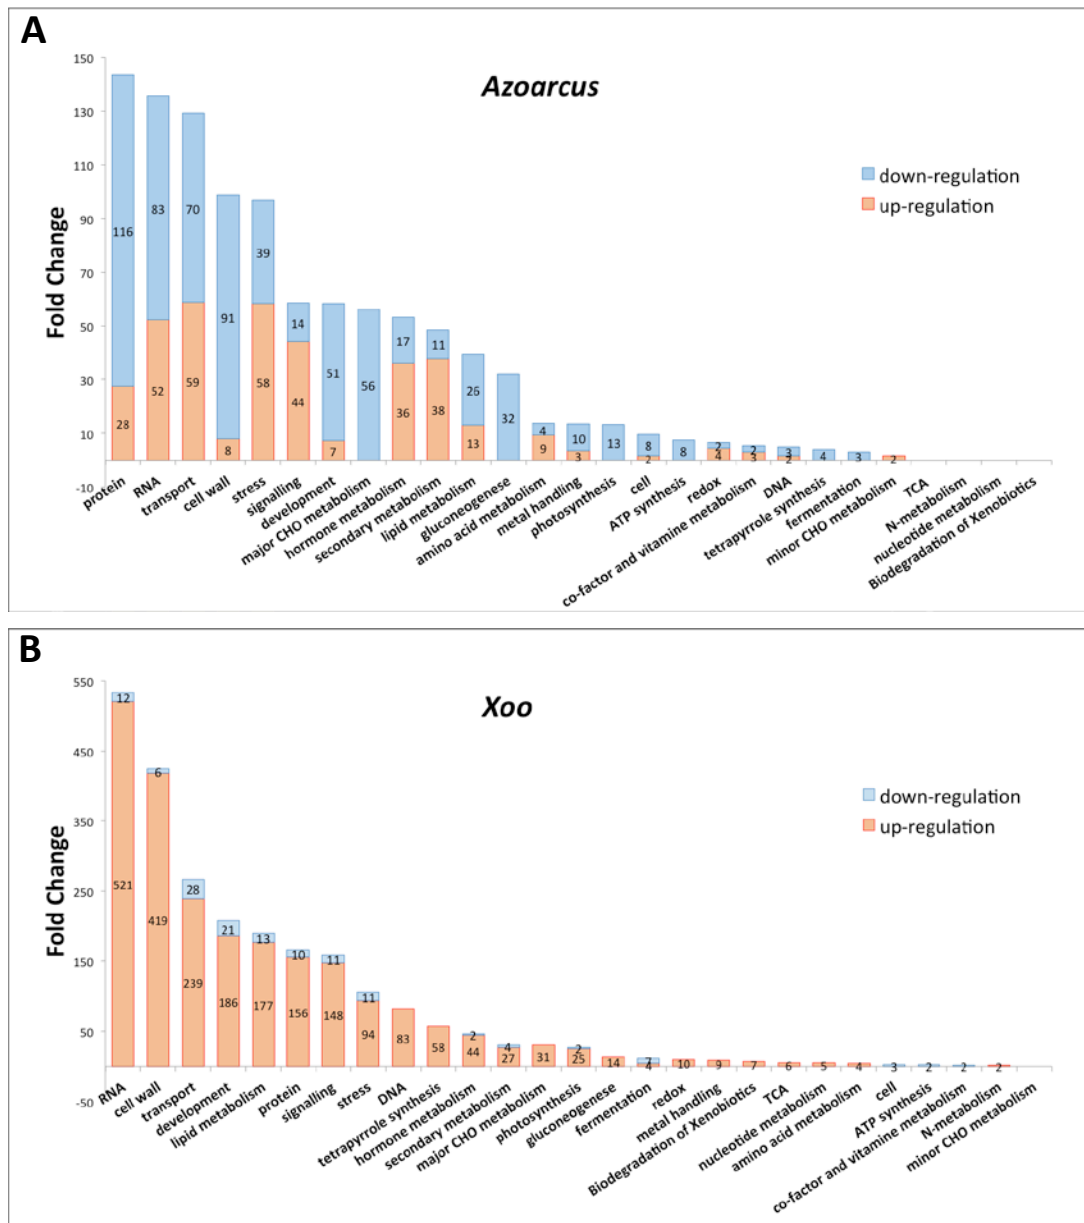 A
Azoarcus
Fold Change
150
130
110
90
70
50
30
10
-10
down-regulation
up-regulation
116
28
83
52
70
59
91
8
39
58
14
44
51
7
56
17
36
11
38
26
13
32
4
9
10
3
13
8
2
8
2
4
2
3
3
2
4
3
2
protein
RNA
transport
cell wall
stress
signalling
development
major CHO metabolism
hormone metabolism
secondary metabolism
lipid metabolism
gluconeogenese
amino acid metabolism
metal handling
photosynthesis
cell
ATP synthesis
redox
co-factor and vitamine metabolism
DNA
tetrapyrrole synthesis
fermentation
minor CHO metabolism
TCA
N-metabolism
nucleotide metabolism
Biodegradation of Xenobiotics
B
Xoo
Fold Change
550
450
350
250
150
50
-50
down-regulation
up-regulation
12
521
6
419
28
239
21
186
13
177
10
156
11
148
11
94
83
58
2
44
4
27
31
2
25
14
7
4
10
9
7
6
5
4
3
2
2
2
RNA
cell wall
transport
development
lipid metabolism
protein
signalling
stress
DNA
tetrapyrrole synthesis
hormone metabolism
secondary metabolism
major CHO metabolism
photosynthesis
gluconeogenese
fermentation
redox
metal handling
Biodegradation of Xenobiotics
TCA
nucleotide metabolism
amino acid metabolism
cell
ATP synthesis
co-factor and vitamine metabolism
N-metabolism
minor CHO metabolism